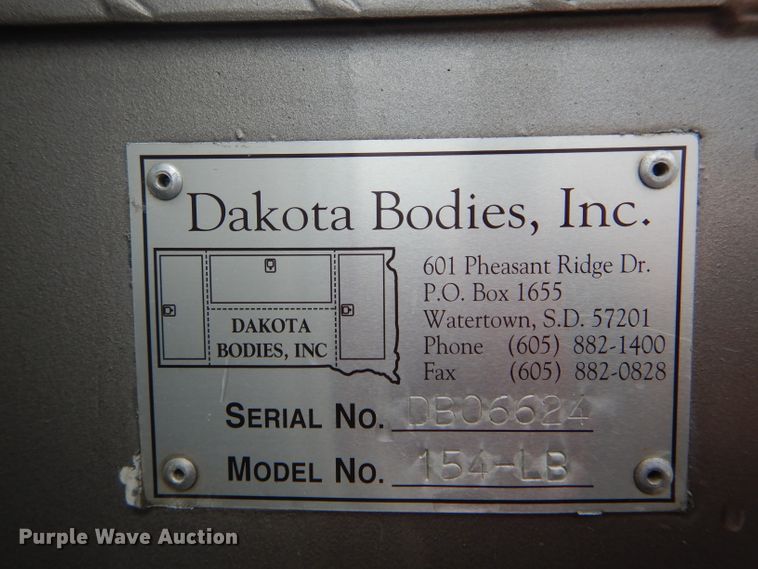 Dakota Bodies, Inc.
DAKOTA
BODIES, INC
601 Pheasant Ridge Dr.
P.O. Box 1655
Watertown, S.D. 57201
Phone (605) 882-1400
Fax (605) 882-0828
SERIAL NO. DB06624
MODEL NO. 154-LB
Purple Wave Auction